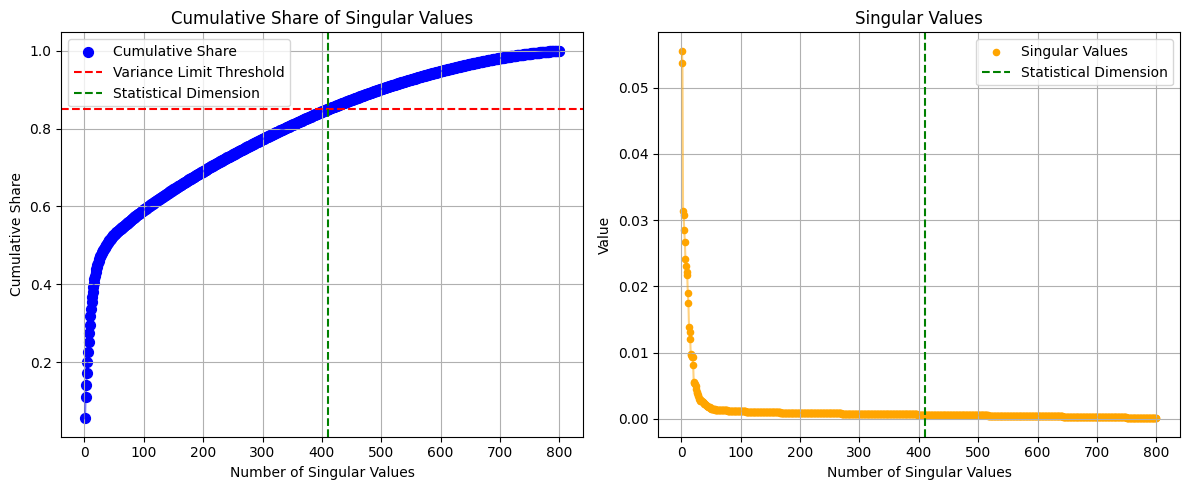 Cumulative Share of Singular Values
Cumulative Share
Variance Limit Threshold
Statistical Dimension
1.0
0.8
0.6
0.4
0.2
Cumulative Share
0 100 200 300 400 500 600 700 800
Number of Singular Values
Singular Values
Singular Values
Statistical Dimension
0.05
0.04
0.03
0.02
0.01
0.00
Value
0 100 200 300 400 500 600 700 800
Number of Singular Values